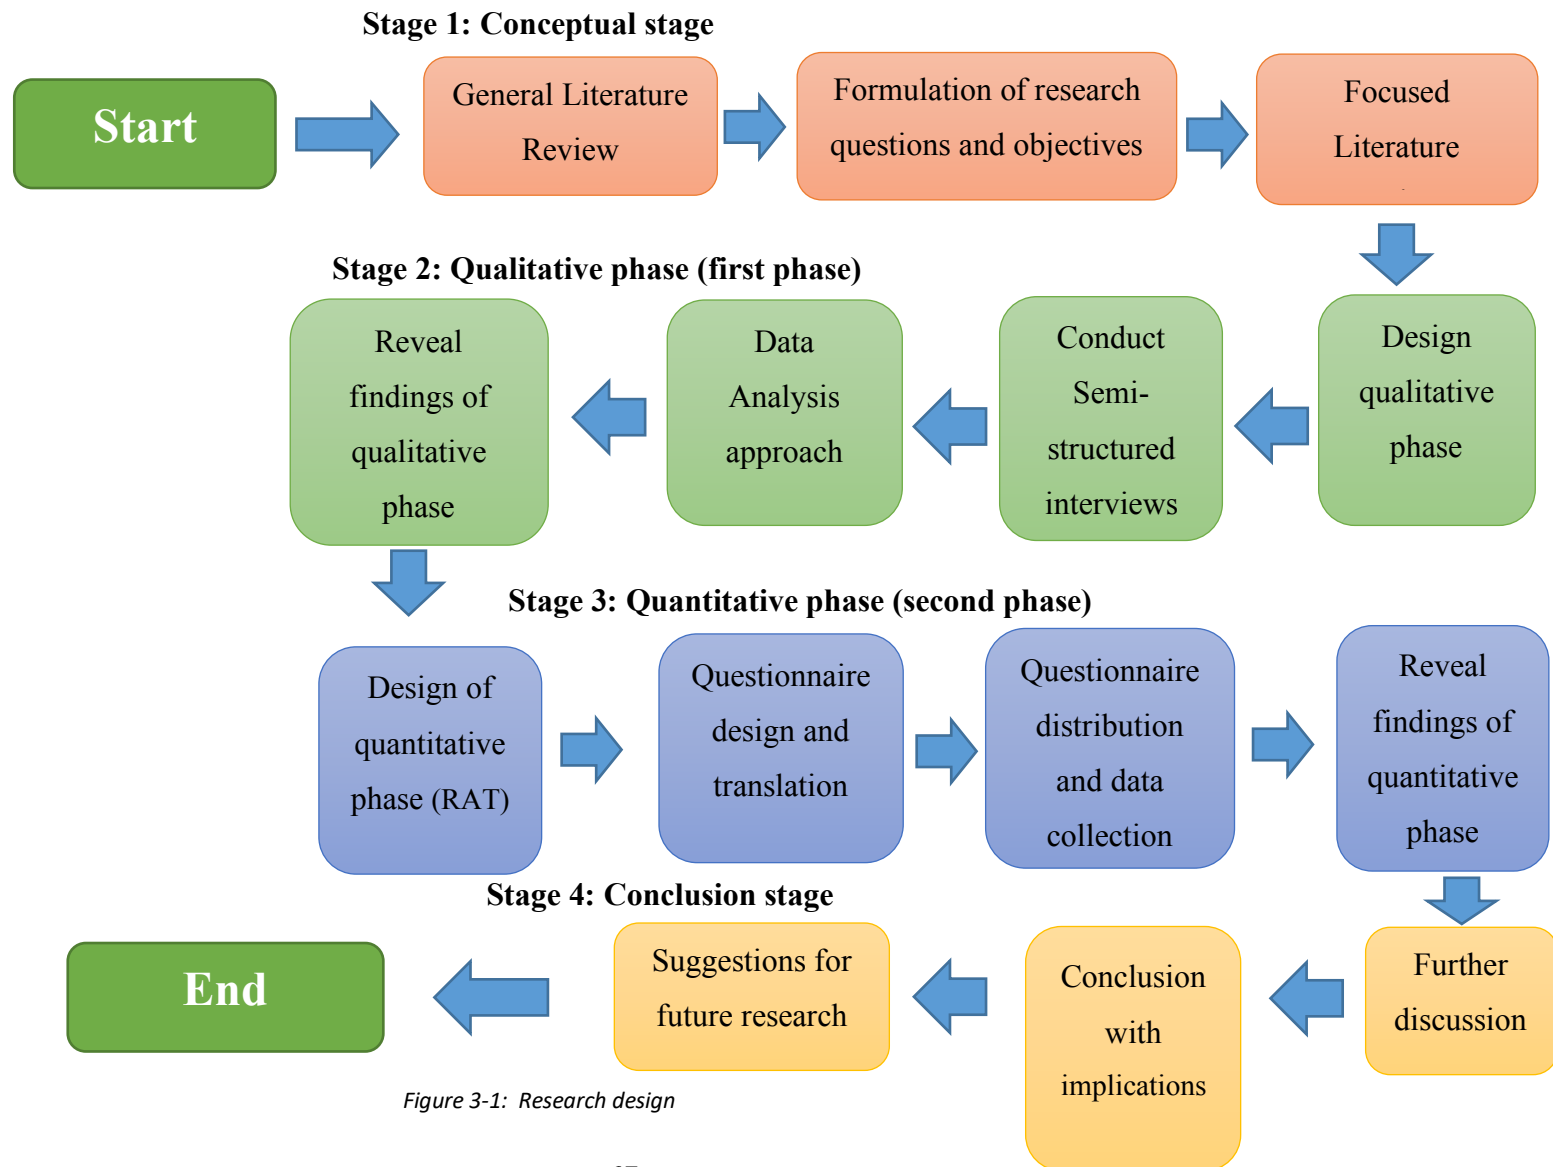 Stage 1: Conceptual stage
Start
General Literature
Review
Formulation of research
questions and objectives
Focused
Literature
Stage 2: Qualitative phase (first phase)
Design
qualitative
phase
Conduct
Semi-
structured
interviews
Data
Analysis
approach
Reveal
findings of
qualitative
phase
Stage 3: Quantitative phase (second phase)
Design of
quantitative
phase (RAT)
Questionnaire
design and
translation
Questionnaire
distribution
and data
collection
Reveal
findings of
quantitative
phase
Stage 4: Conclusion stage
Further
discussion
Conclusion
with
implications
Suggestions for
future research
End
Figure 3-1: Research design